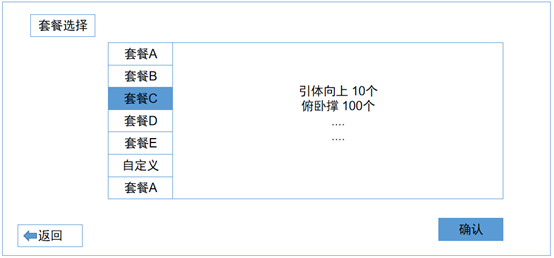 套餐选择
套餐A
套餐B
套餐C
套餐D
套餐E
自定义
套餐A
引体向上 10个
俯卧撑 100个
....
....
返回
确认